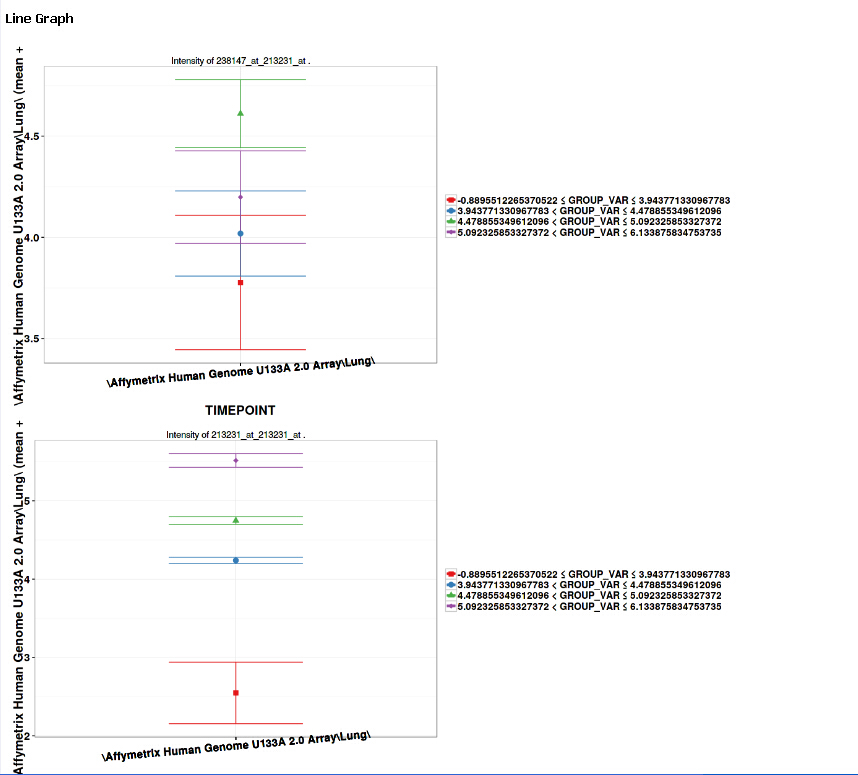 Line Graph
\Affymetrix Human Genome U133A 2.0 Array\Lung\ (mean +
Intensity of 238147_at_213231_at .
4.5
4.0
3.5
-0.8895512265370522 ≤ GROUP_VAR ≤ 3.943771330967783
3.943771330967783 < GROUP_VAR ≤ 4.478855349612096
4.478855349612096 < GROUP_VAR ≤ 5.092325853327372
5.092325853327372 < GROUP_VAR ≤ 6.133875834753735
\Affymetrix Human Genome U133A 2.0 Array\Lung\
TIMEPOINT
Affymetrix Human Genome U133A 2.0 Array\Lung\ (mean +
Intensity of 213231_at_213231_at .
5
4
3
2
-0.8895512265370522 ≤ GROUP_VAR ≤ 3.943771330967783
3.943771330967783 < GROUP_VAR ≤ 4.478855349612096
4.478855349612096 < GROUP_VAR ≤ 5.092325853327372
5.092325853327372 < GROUP_VAR ≤ 6.133875834753735
\Affymetrix Human Genome U133A 2.0 Array\Lung\